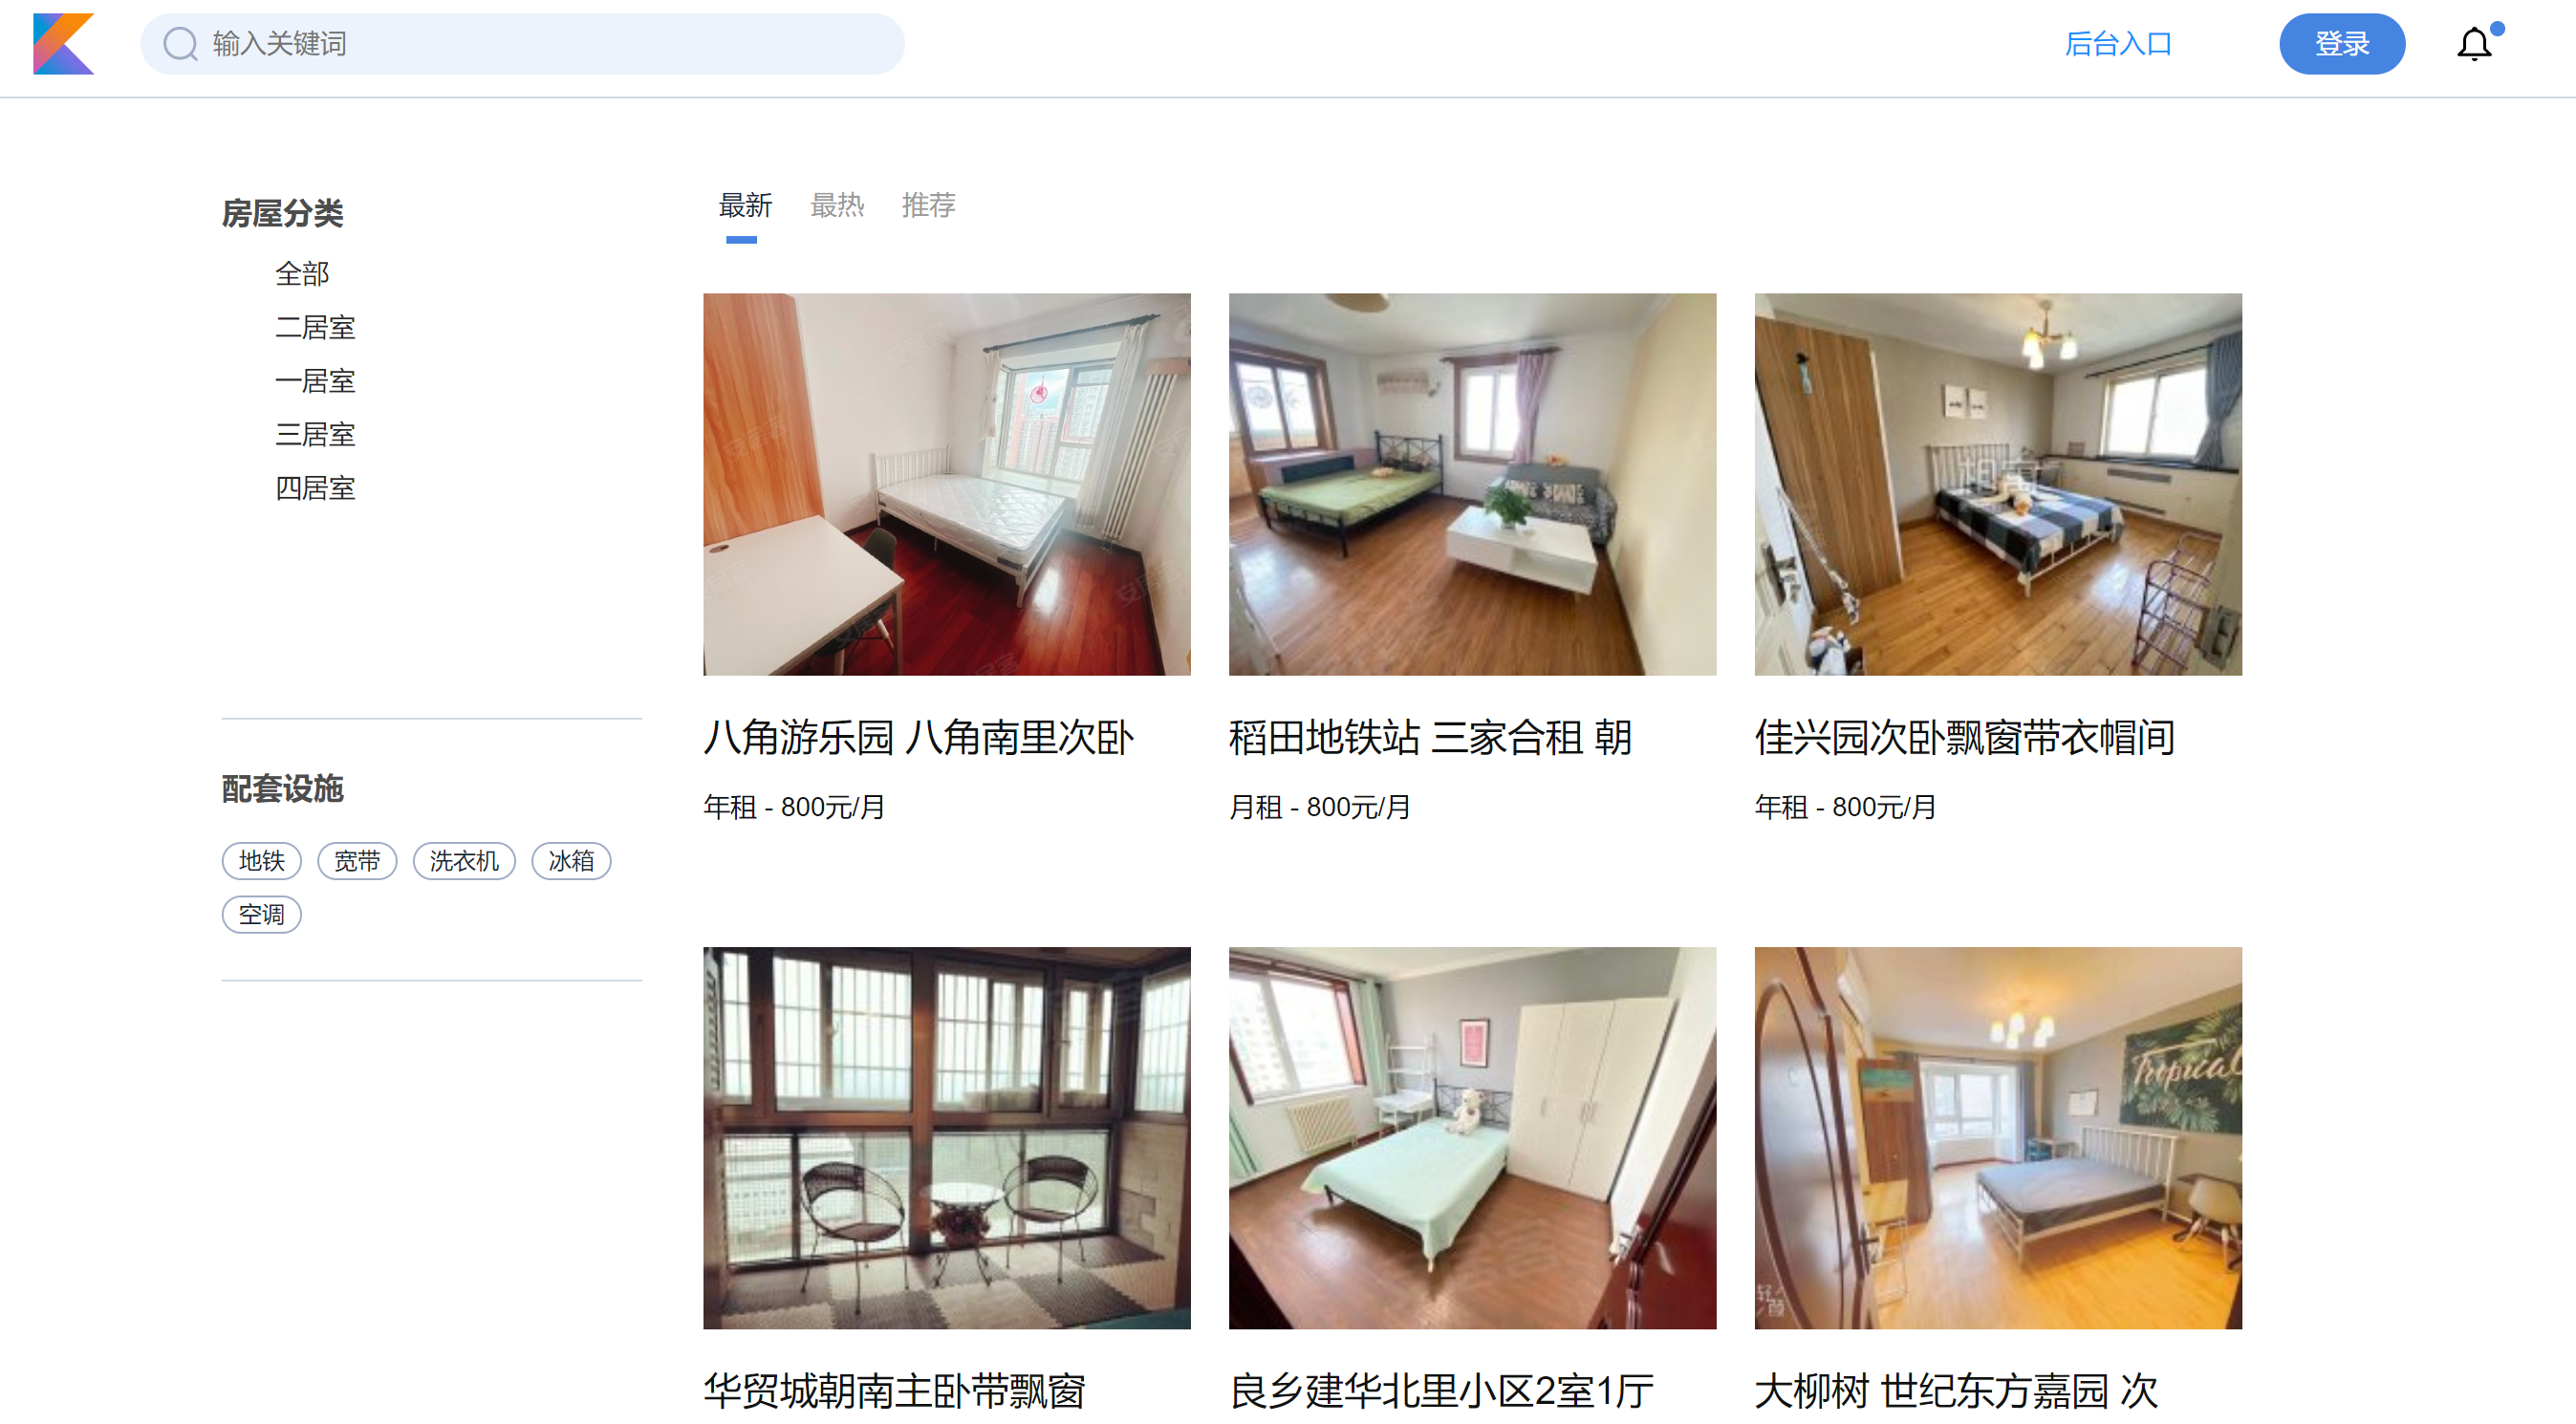 输入关键词
后台入口
登录
房屋分类
全部
二居室
一居室
三居室
四居室
配套设施
地铁 宽带 洗衣机 冰箱
空调
最新 最热 推荐
安居客
相寓
八角游乐园 八角南里次卧
稻田地铁站 三家合租 朝
佳兴园次卧飘窗带衣帽间
年租 - 800元/月
月租 - 800元/月
年租 - 800元/月
Tropical
轻颜
华贸城朝南主卧带飘窗
良乡建华北里小区2室1厅
大柳树 世纪东方嘉园 次